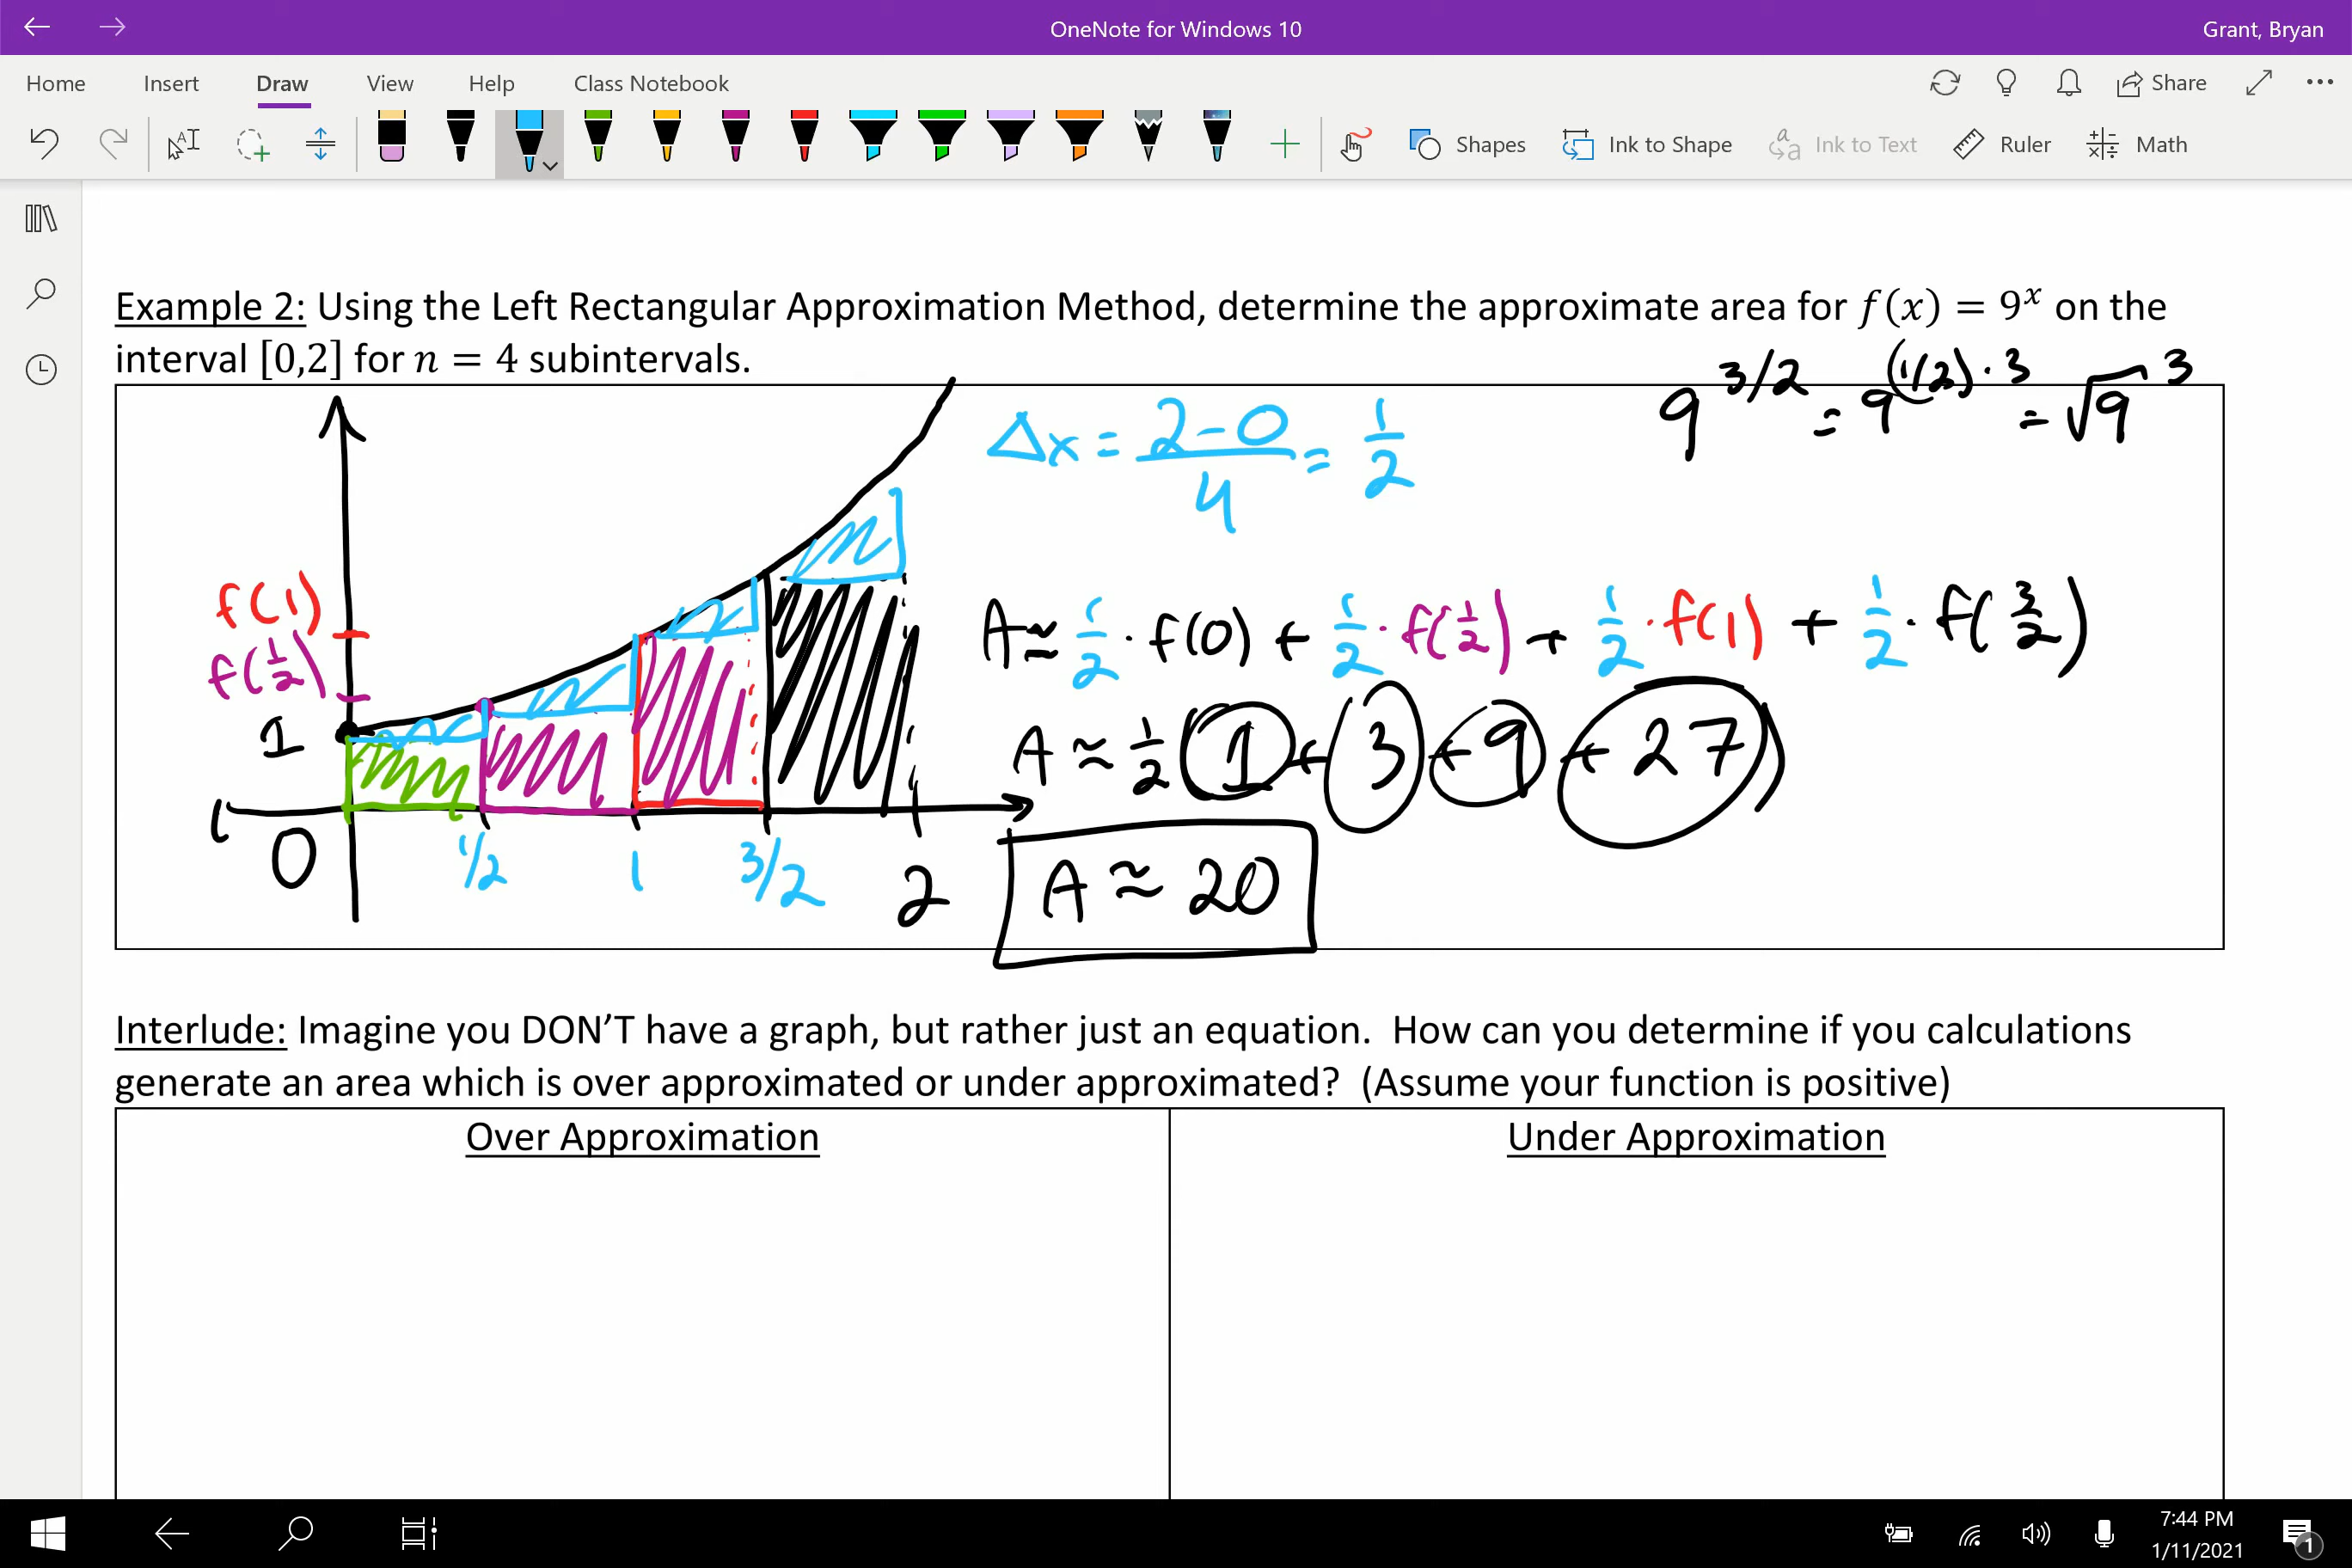 OneNote for Windows 10
Grant, Bryan
Home Insert Draw View Help Class Notebook Share
Shapes Ink to Shape Ink to Text Ruler Math
Example 2: Using the Left Rectangular Approximation Method, determine the approximate area for f(x) = 9ˣ on the
interval [0,2] for n = 4 subintervals.
9^3/2 = 9^(1/2)·3 = √9^3
Δx = 2-0/4 = 1/2
f(1)
f(1/2)
1
A ≈ 1/2 · f(0) + 1/2 · f(1/2) + 1/2 · f(1) + 1/2 · f(3/2)
A ≈ 1/2 (1 + 3 + 9 + 27)
0 1/2 1 3/2 2
A ≈ 20
Interlude: Imagine you DON'T have a graph, but rather just an equation. How can you determine if you calculations
generate an area which is over approximated or under approximated? (Assume your function is positive)
Over Approximation
Under Approximation
7:44 PM
1/11/2021
1